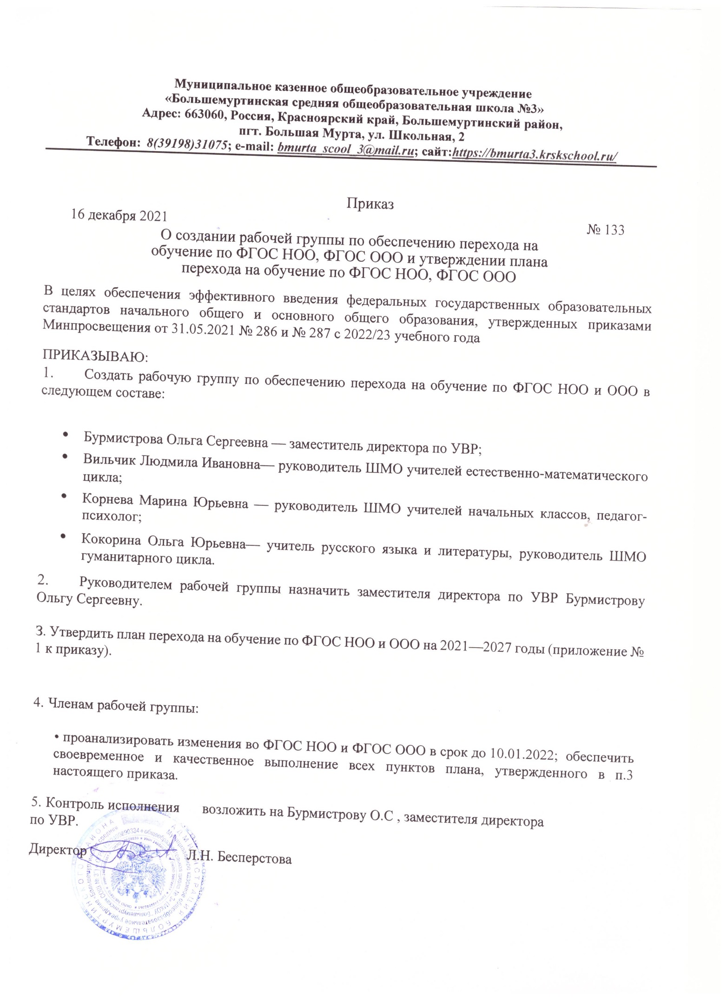 Муниципальное казенное общеобразовательное учреждение
«Большемуртинская средняя общеобразовательная школа №3»
Адрес: 663060, Россия, Красноярский край, Большемуртинский район,
пгт. Большая Мурта, ул. Школьная, 2
Телефон: 8(39198)31075; e-mail: bmurta_scool_3@mail.ru; сайт:https://bmurta3.krskschool.ru/
Приказ
16 декабря 2021
№ 133
О создании рабочей группы по обеспечению перехода на
обучение по ФГОС НОО, ФГОС ООО и утверждении плана
перехода на обучение по ФГОС НОО, ФГОС ООО
В целях обеспечения эффективного введения федеральных государственных образовательных
стандартов начального общего и основного общего образования, утвержденных приказами
Минпросвещения от 31.05.2021 № 286 и № 287 с 2022/23 учебного года
ПРИКАЗЫВАЮ:
1. Создать рабочую группу по обеспечению перехода на обучение по ФГОС НОО и ООО в
следующем составе:
• Бурмистрова Ольга Сергеевна — заместитель директора по УВР;
• Вильчик Людмила Ивановна— руководитель ШМО учителей естественно-математического
цикла;
• Корнева Марина Юрьевна — руководитель ШМО учителей начальных классов, педагог-
психолог;
• Кокорина Ольга Юрьевна— учитель русского языка и литературы, руководитель ШМО
гуманитарного цикла.
2. Руководителем рабочей группы назначить заместителя директора по УВР Бурмистрову
Ольгу Сергеевну.
3. Утвердить план перехода на обучение по ФГОС НОО и ООО на 2021—2027 годы (приложение №
1 к приказу).
4. Членам рабочей группы:
• проанализировать изменения во ФГОС НОО и ФГОС ООО в срок до 10.01.2022; обеспечить
своевременное и качественное выполнение всех пунктов плана, утвержденного в п.3
настоящего приказа.
5. Контроль исполнения возложить на Бурмистрову О.С , заместителя директора
по УВР.
Директор Л.Н. Бесперстова
АДМИНИСТРАЦИЯ БОЛЬШЕМУРТИНСКОГО РАЙОНА